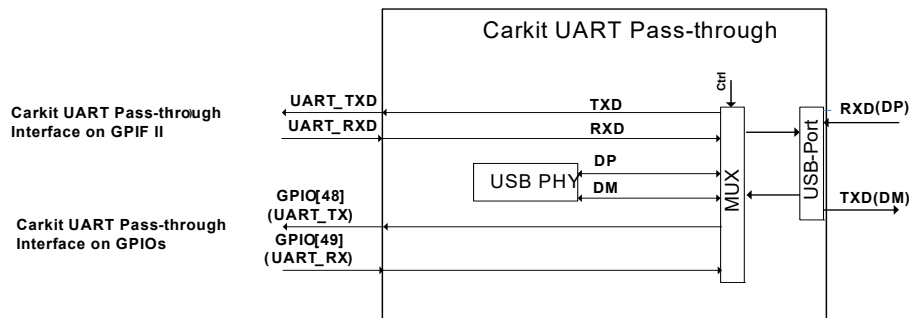 Carkit UART Pass-through
Ctrl
UART_TXD
TXD
RXD(DP)
Carkit UART Pass-through
Interface on GPIF II
UART_RXD
RXD
DP
USB PHY
DM
MUX
USB-Port
TXD(DM)
GPIO[48]
(UART_TX)
Carkit UART Pass-through
Interface on GPIOs
GPIO[49]
(UART_RX)